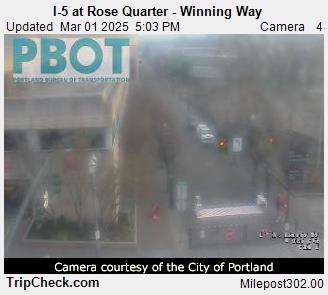 I-5 at Rose Quarter - Winning Way
Updated Mar 01 2025 5:03 PM Camera 4
PBOT
PORTLAND BUREAU OF TRANSPORTATION
Camera courtesy of the City of Portland
TripCheck.com Milepost302.00